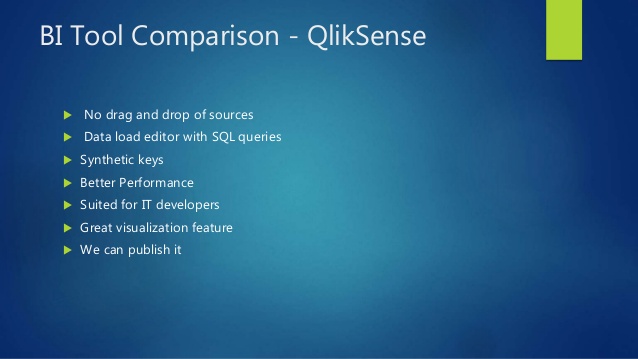 BI Tool Comparison - QlikSense
No drag and drop of sources
Data load editor with SQL queries
Synthetic keys
Better Performance
Suited for IT developers
Great visualization feature
We can publish it